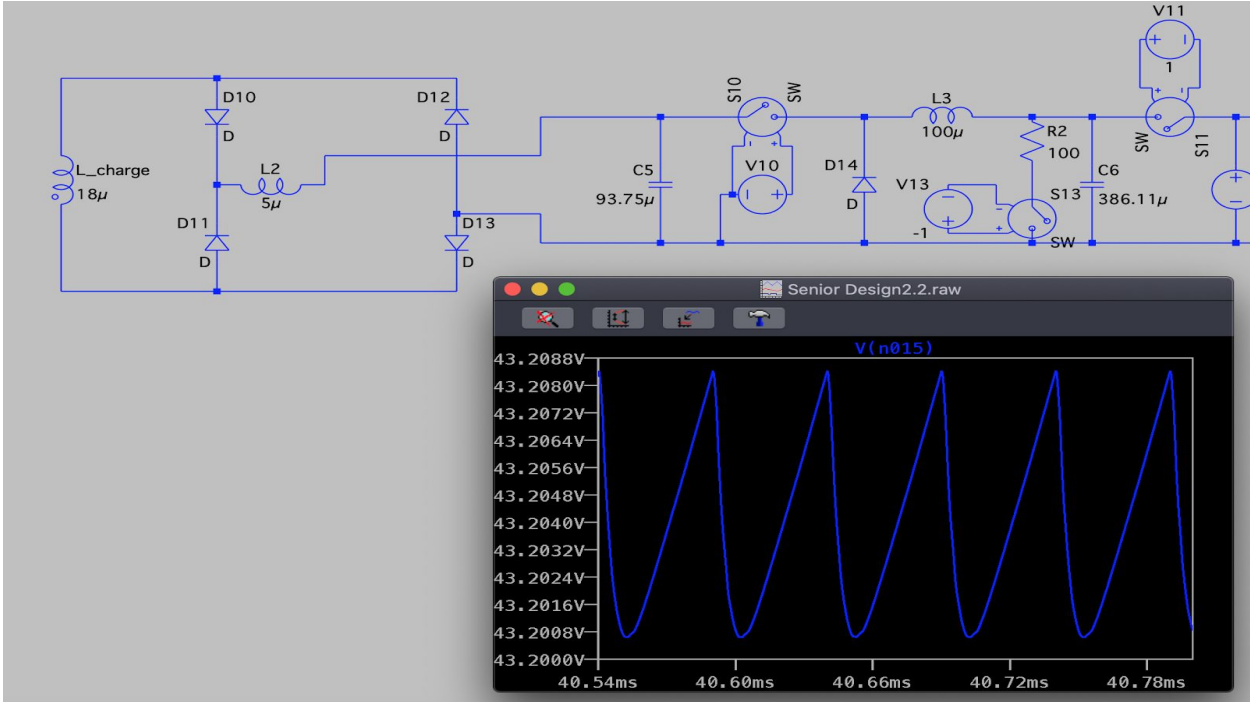 V11
1
S10
SW
SW
S11
D10
D
D12
D
L_charge
18µ
L2
5µ
D11
D
D13
D
C5
93.75µ
V10
D14
D
L3
100µ
R2
100
V13
-1
S13
SW
C6
386.11µ
Senior Design2.2.raw
V(n015)
43.2088V
43.2080V
43.2072V
43.2064V
43.2056V
43.2048V
43.2040V
43.2032V
43.2024V
43.2016V
43.2008V
43.2000V
40.54ms 40.60ms 40.66ms 40.72ms 40.78ms